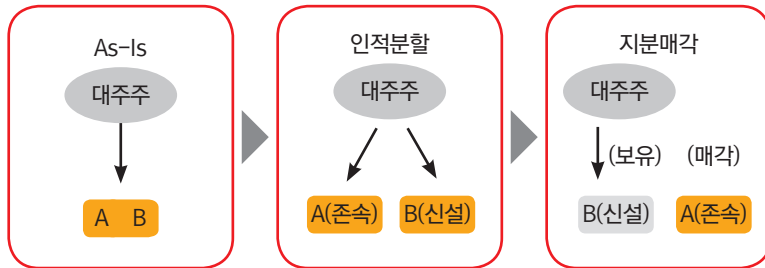 As-Is
대주주
A B
인적분할
대주주
A(존속) B(신설)
지분매각
대주주
(보유) (매각)
B(신설) A(존속)